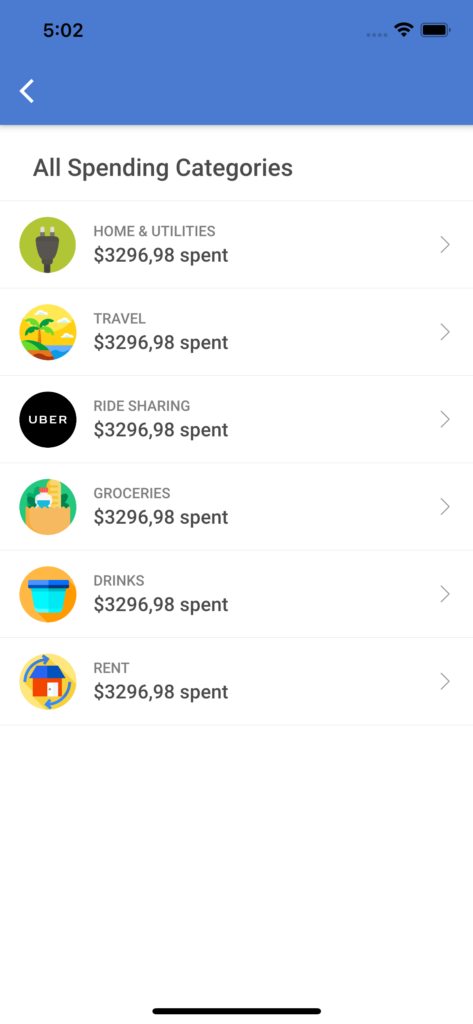 5:02
All Spending Categories
HOME & UTILITIES
$3296,98 spent
TRAVEL
$3296,98 spent
UBER
RIDE SHARING
$3296,98 spent
GROCERIES
$3296,98 spent
DRINKS
$3296,98 spent
RENT
$3296,98 spent